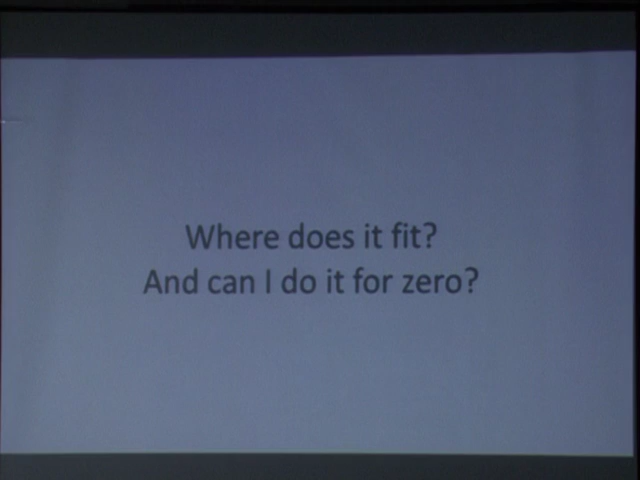 Where does it fit?
And can I do it for zero?